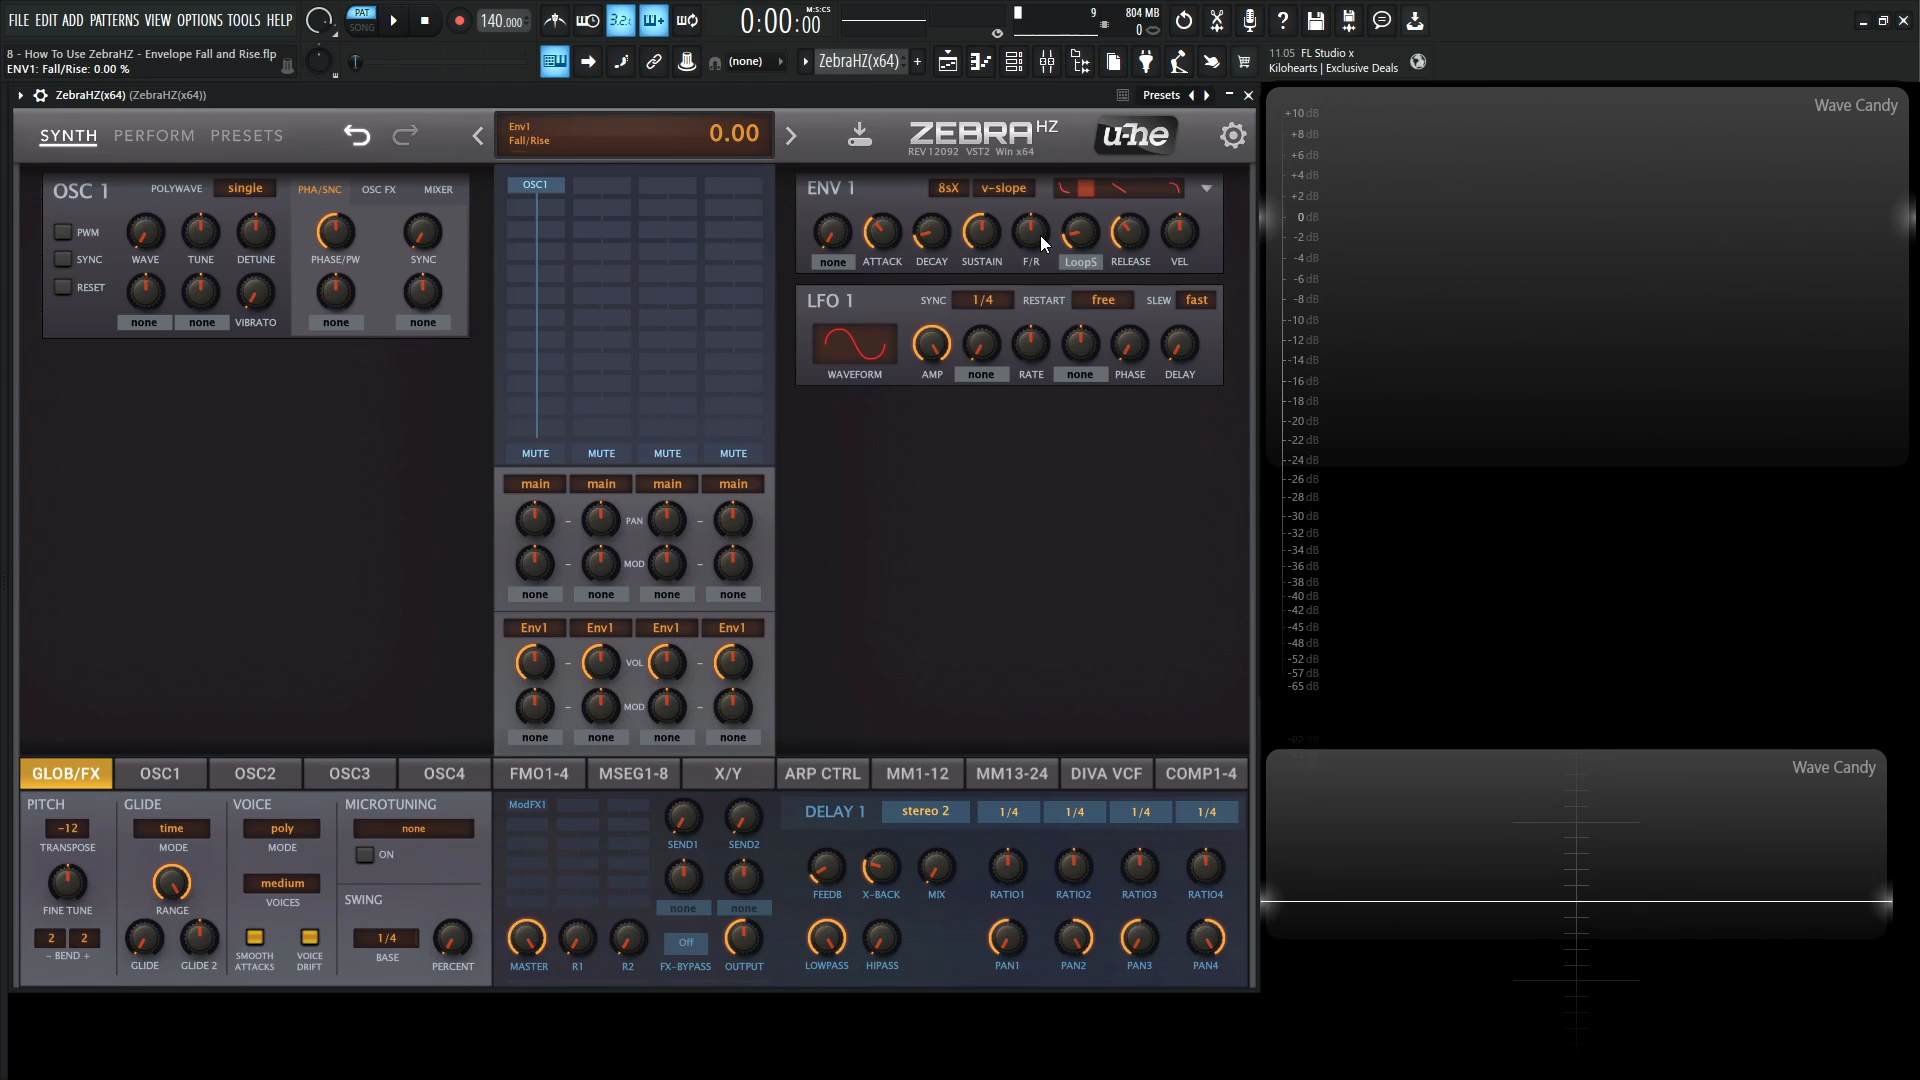 FILE EDIT ADD PATTERNS VIEW OPTIONS TOOLS HELP
PAT
SONG
140.000
3.2:
0:00:00
M:S:CS
9
804 MB
0
8 - How To Use ZebraHZ - Envelope Fall and Rise.flp
ENV1: Fall/Rise: 0.00 %
(none)
ZebraHZ(x64)
+
11.05 FL Studio x
Kilohearts | Exclusive Deals
ZebraHZ(x64) (ZebraHZ(x64))
Presets
SYNTH PERFORM PRESETS
Env1
Fall/Rise
0.00
ZEBRA HZ
REV 12092 VST2 Win x64
u-he
OSC 1
POLYWAVE single
PHA/SNC OSC FX MIXER
PWM
SYNC
RESET
WAVE TUNE DETUNE
PHASE/PW SYNC
none none VIBRATO
none none
OSC1
MUTE MUTE MUTE MUTE
main main main main
PAN
MOD
none none none none
Env1 Env1 Env1 Env1
VOL
MOD
none none none none
ENV 1
8sX v-slope
none ATTACK DECAY SUSTAIN F/R LoopS RELEASE VEL
LFO 1
SYNC 1/4 RESTART free SLEW fast
WAVEFORM AMP none RATE none PHASE DELAY
GLOB/FX OSC1 OSC2 OSC3 OSC4 FMO1-4 MSEG1-8 X/Y ARP CTRL MM1-12 MM13-24 DIVA VCF COMP1-4
PITCH
-12
TRANSPOSE
FINE TUNE
2 2
- BEND +
GLIDE
time
MODE
RANGE
GLIDE GLIDE 2
VOICE
poly
MODE
medium
VOICES
SMOOTH
ATTACKS
VOICE
DRIFT
MICROTUNING
none
ON
SWING
1/4
BASE
PERCENT
ModFX1
SEND1 SEND2
none none
MASTER R1 R2
Off
FX-BYPASS OUTPUT
DELAY 1
stereo 2
1/4 1/4 1/4 1/4
FEEDB X-BACK MIX RATIO1 RATIO2 RATIO3 RATIO4
LOWPASS HIPASS PAN1 PAN2 PAN3 PAN4
Wave Candy
+10 dB
+8 dB
+6 dB
+4 dB
+2 dB
0 dB
-2 dB
-4 dB
-6 dB
-8 dB
-10 dB
-12 dB
-14 dB
-16 dB
-18 dB
-20 dB
-22 dB
-24 dB
-26 dB
-28 dB
-30 dB
-32 dB
-34 dB
-36 dB
-38 dB
-40 dB
-42 dB
-45 dB
-48 dB
-52 dB
-57 dB
-65 dB
Wave Candy